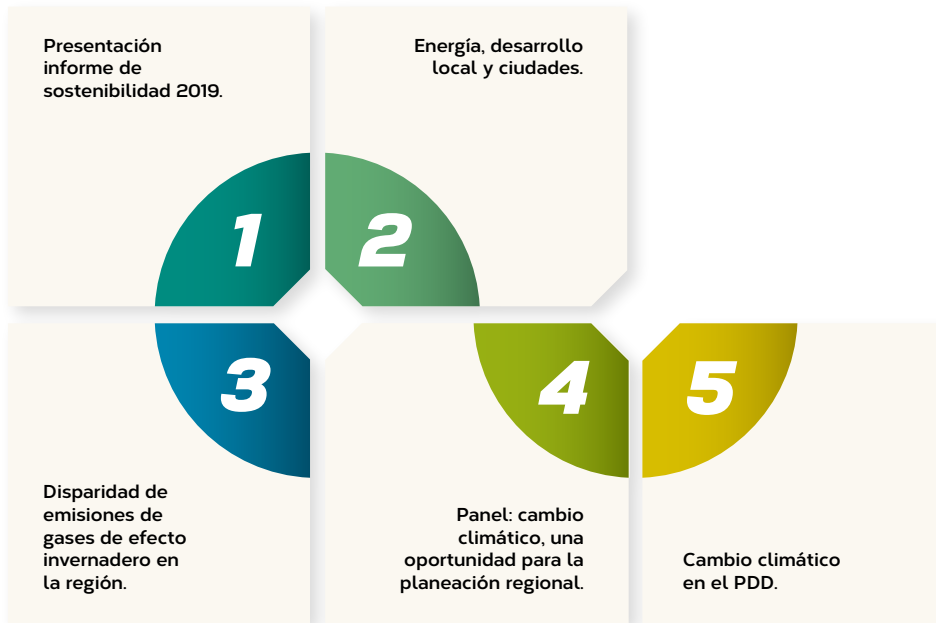 Presentación
informe de
sostenibilidad 2019.
1
Energía, desarrollo
local y ciudades.
2
3
Disparidad de
emisiones de
gases de efecto
invernadero en
la región.
4
Panel: cambio
climático, una
oportunidad para la
planeación regional.
5
Cambio climático
en el PDD.